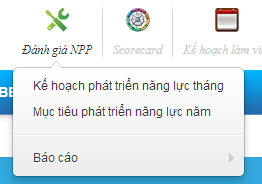 Đánh giá NPP
Scorecard
Kế hoạch làm vi
BE
Kế hoạch phát triển năng lực tháng
Mục tiêu phát triển năng lực năm
Báo cáo